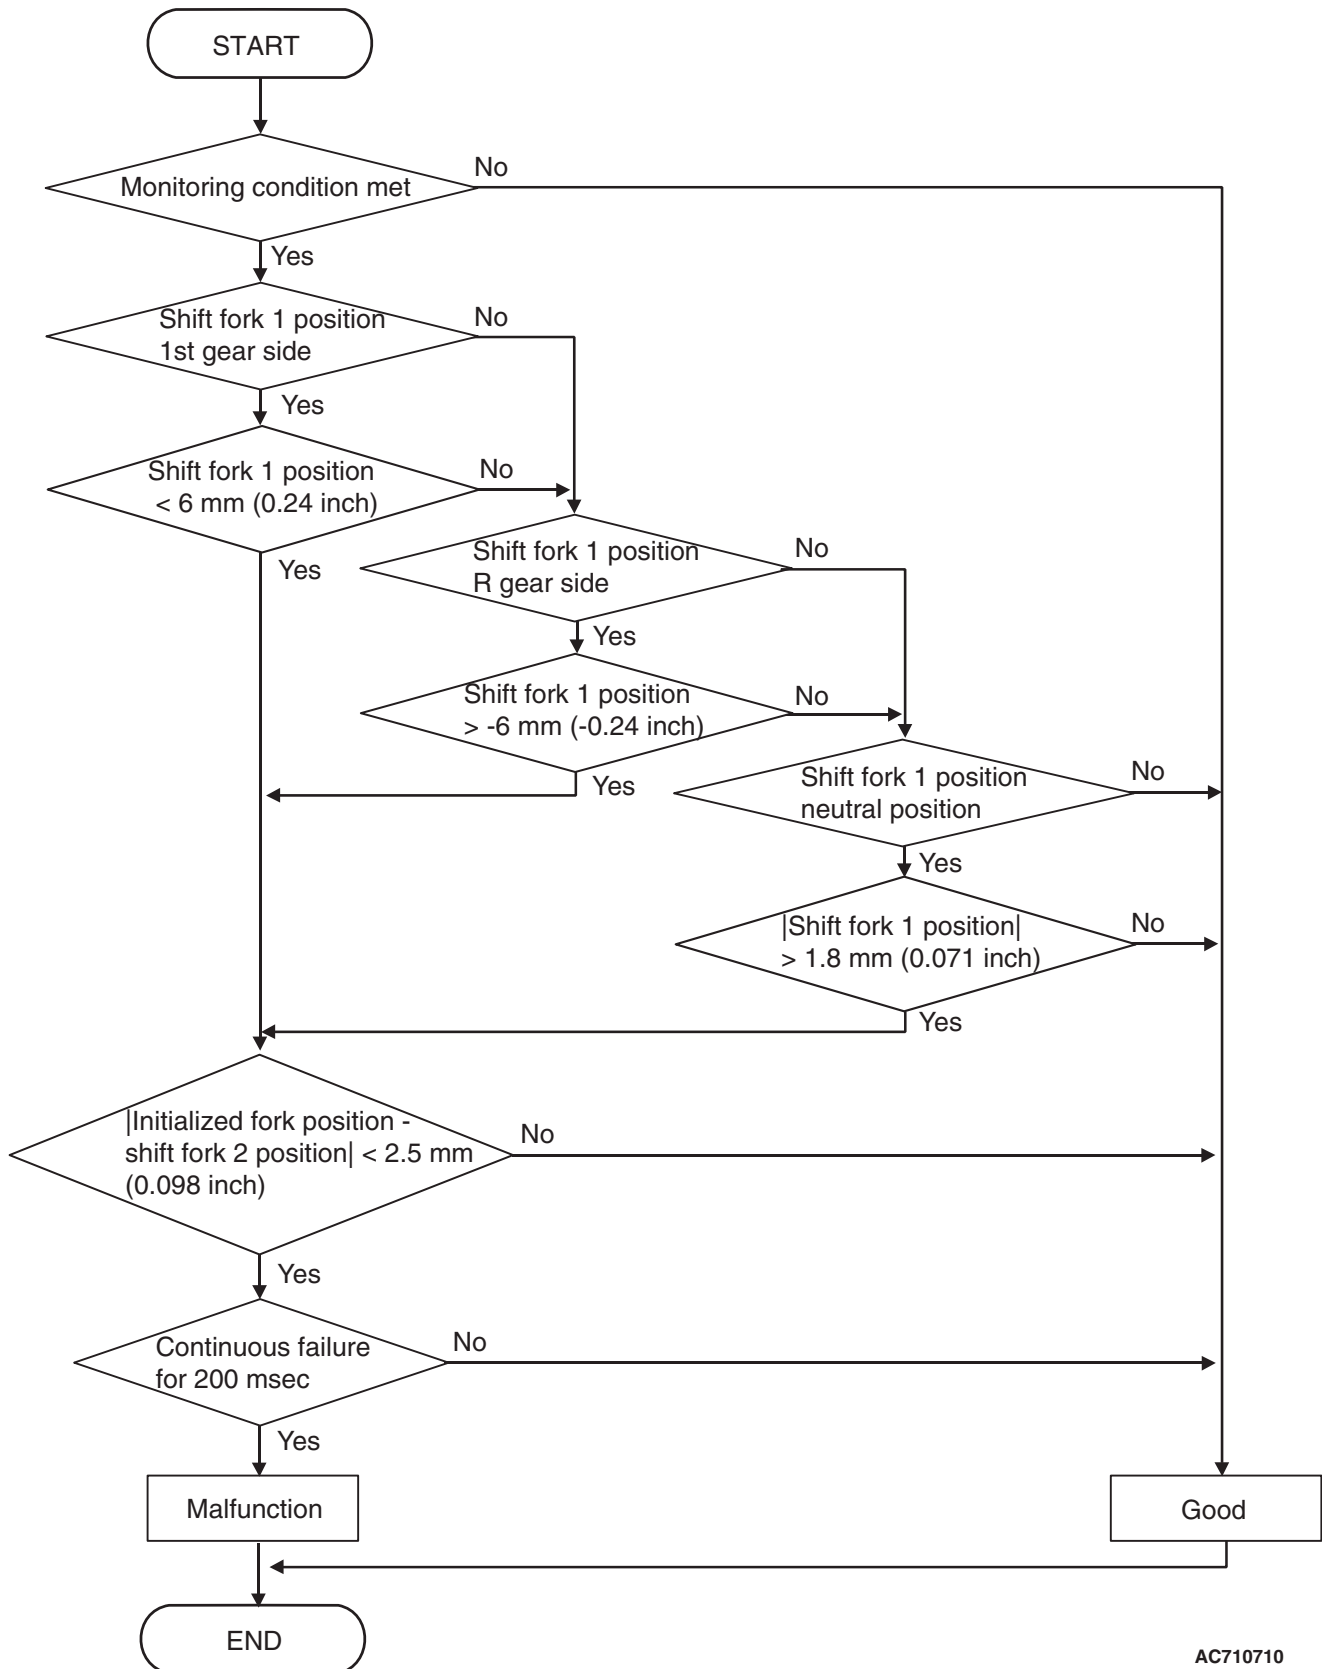 START
Monitoring condition met
No
Yes
Shift fork 1 position
1st gear side
No
Yes
Shift fork 1 position
< 6 mm (0.24 inch)
No
Yes
Shift fork 1 position
R gear side
No
Yes
Shift fork 1 position
> -6 mm (-0.24 inch)
No
Yes
Shift fork 1 position
neutral position
No
Yes
|Shift fork 1 position|
> 1.8 mm (0.071 inch)
No
Yes
|Initialized fork position -
shift fork 2 position| < 2.5 mm
(0.098 inch)
No
Yes
Continuous failure
for 200 msec
No
Yes
Malfunction
Good
END
AC710710